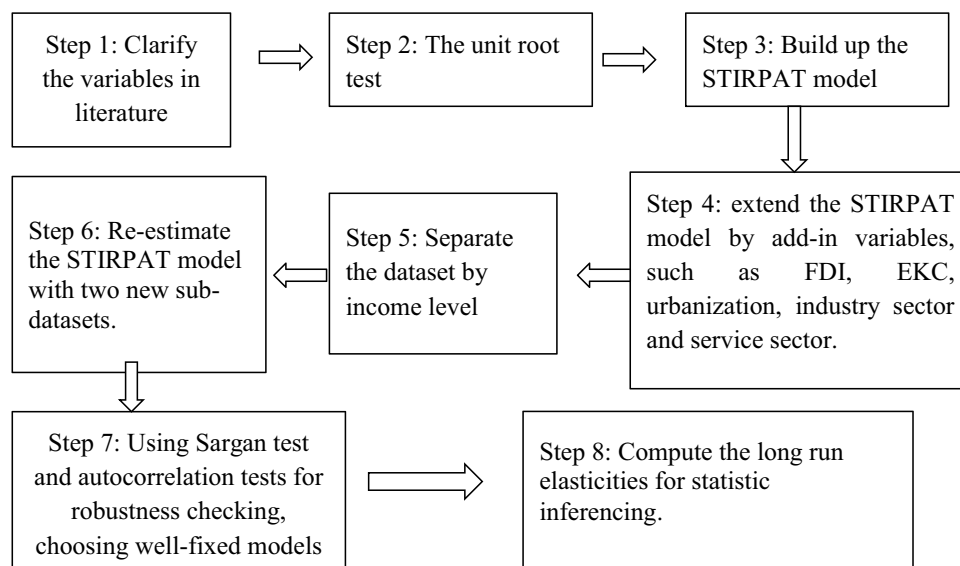 Step 1: Clarify
the variables in
literature
Step 2: The unit root
test
Step 3: Build up the
STIRPAT model
Step 4: extend the STIRPAT
model by add-in variables,
such as FDI, EKC,
urbanization, industry sector
and service sector.
Step 5: Separate
the dataset by
income level
Step 6: Re-estimate
the STIRPAT model
with two new sub-
datasets.
Step 7: Using Sargan test
and autocorrelation tests for
robustness checking,
choosing well-fixed models
Step 8: Compute the long run
elasticities for statistic
inferencing.